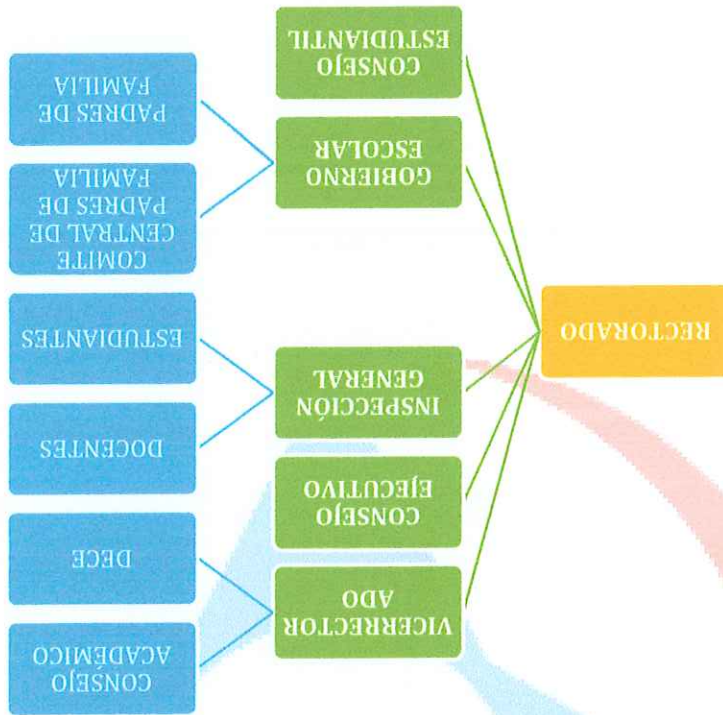 RECTORADO
VICERRECTOR
ADO
CONSEJO
EJECUTIVO
INSPECCIÓN
GENERAL
GOBIERNO
ESCOLAR
CONSEJO
ESTUDIANTIL
CONSEJO
ACADÉMICO
DECE
DOCENTES
ESTUDIANTES
COMITE
CENTRAL DE
PADRES DE
FAMILIA
PADRES DE
FAMILIA